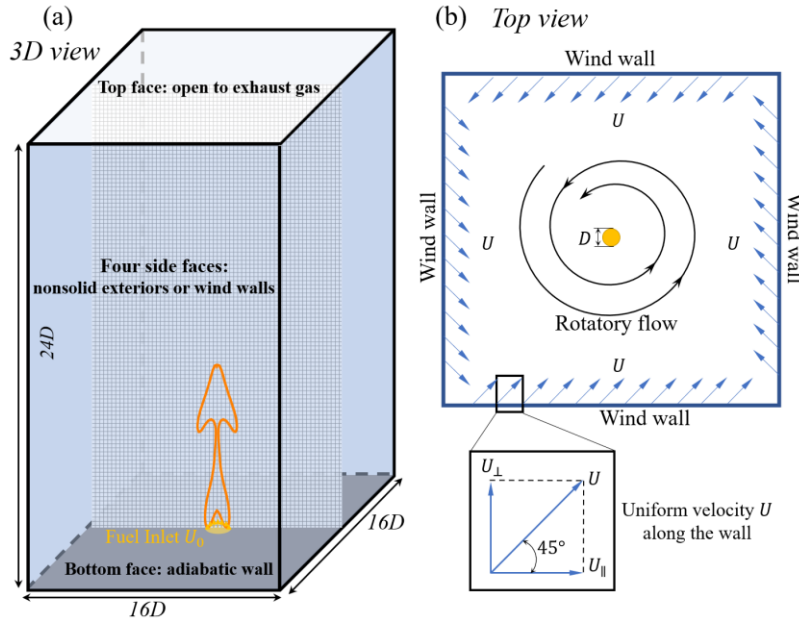 (a)
3D view
Top face: open to exhaust gas
Four side faces:
nonsolid exteriors or wind walls
24D
Fuel Inlet U₀
Bottom face: adiabatic wall
16D
16D
(b) Top view
Wind wall
U
Wind wall
U
D
U
Wind wall
Rotatory flow
U
Wind wall
U⊥
U
45°
U∥
Uniform velocity U
along the wall